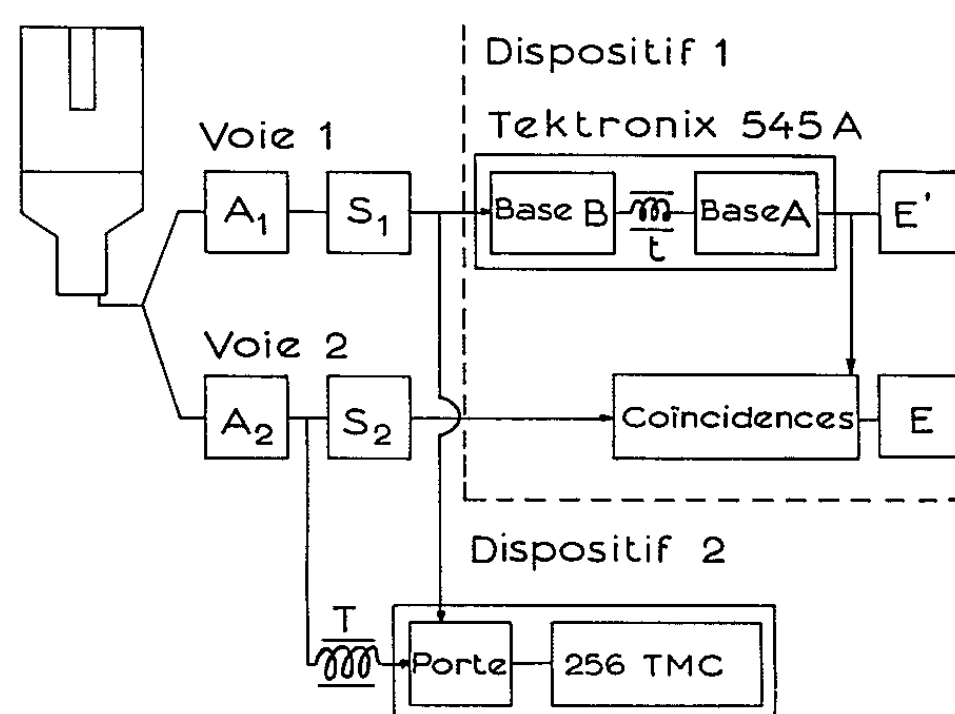 Dispositif 1
Tektronix 545 A
Voie 1
A1
S1
Base B
t
Base A
E'
Voie 2
A2
S2
Coïncidences
E
Dispositif 2
T
Porte
256 TMC